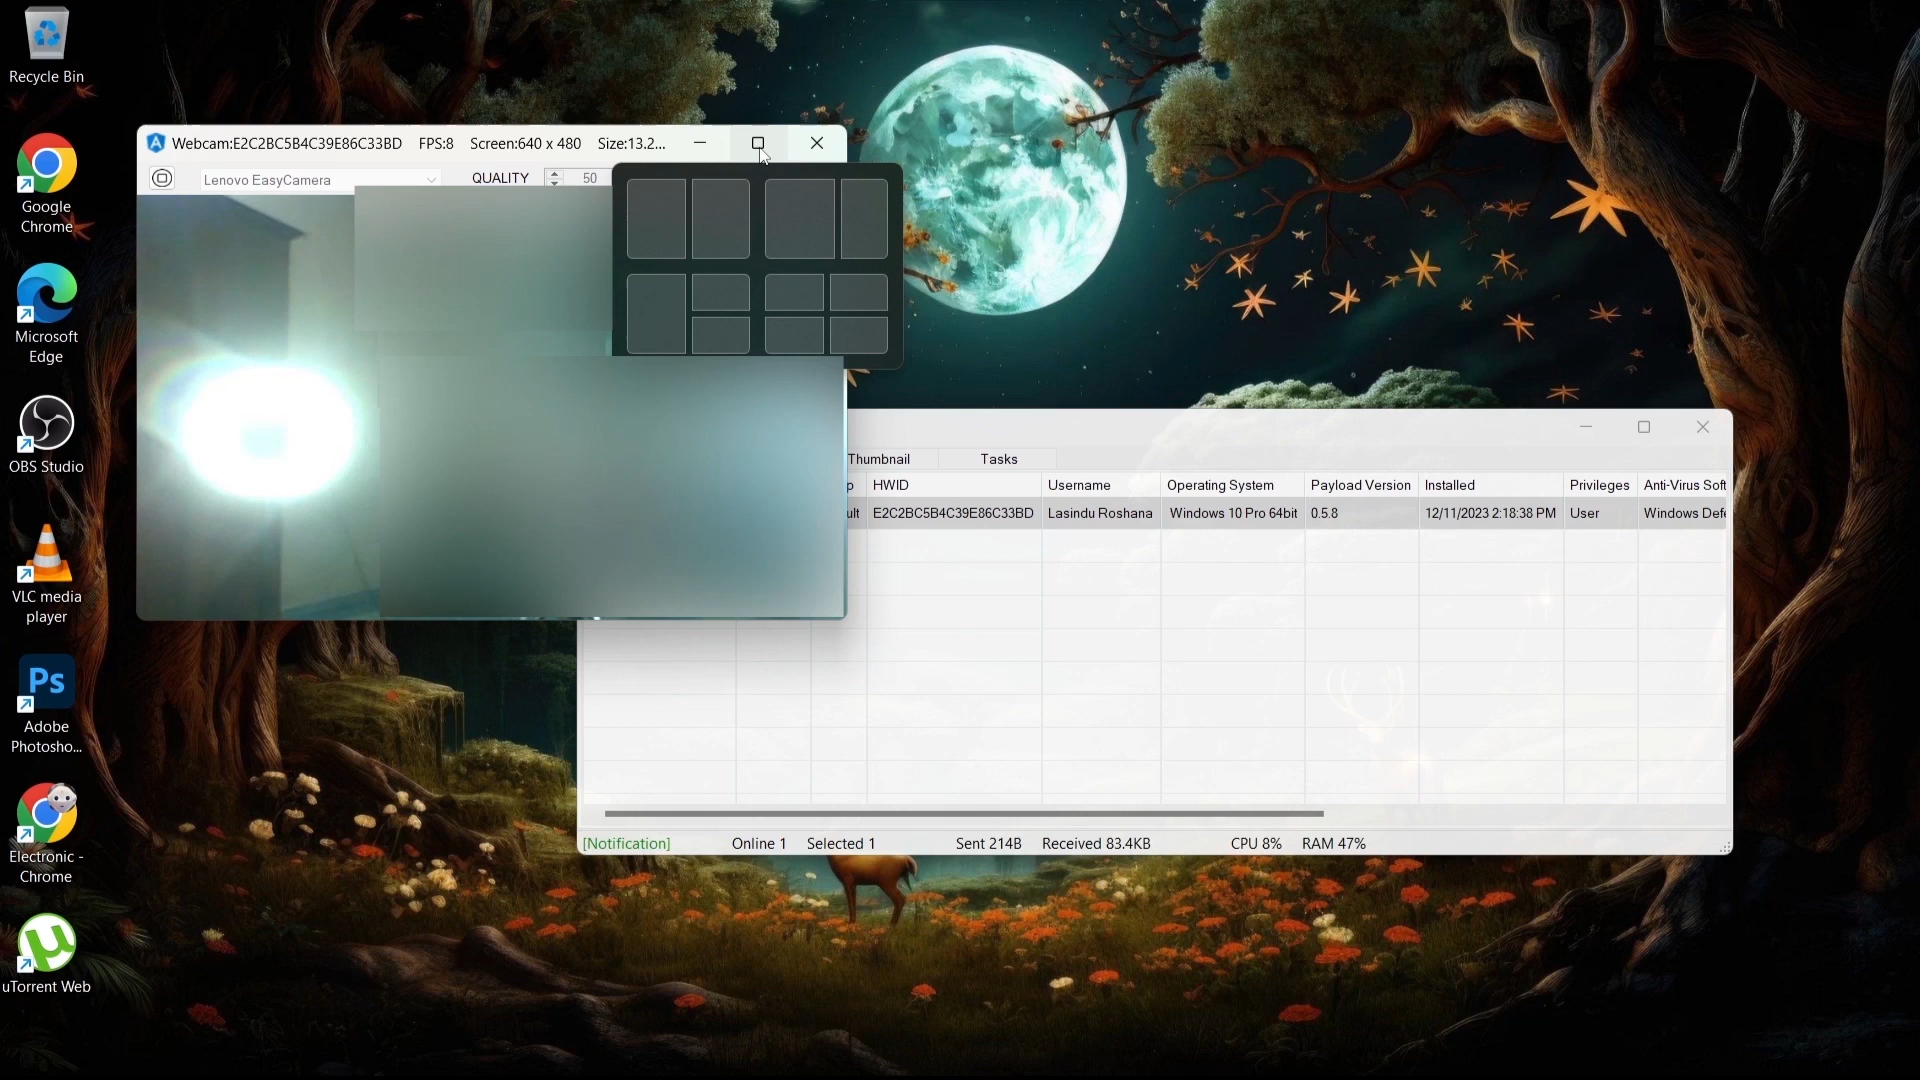 Recycle Bin
Google
Chrome
Microsoft
Edge
OBS Studio
VLC media
player
Ps
Adobe
Photosho...
Electronic -
Chrome
uTorrent Web
Webcam:E2C2BC5B4C39E86C33BD FPS:8 Screen:640 x 480 Size:13.2...
Lenovo EasyCamera QUALITY 50
Thumbnail Tasks
p HWID Username Operating System Payload Version Installed Privileges Anti-Virus Soft
ult E2C2BC5B4C39E86C33BD Lasindu Roshana Windows 10 Pro 64bit 0.5.8 12/11/2023 2:18:38 PM User Windows Defe
[Notification] Online 1 Selected 1 Sent 214B Received 83.4KB CPU 8% RAM 47%